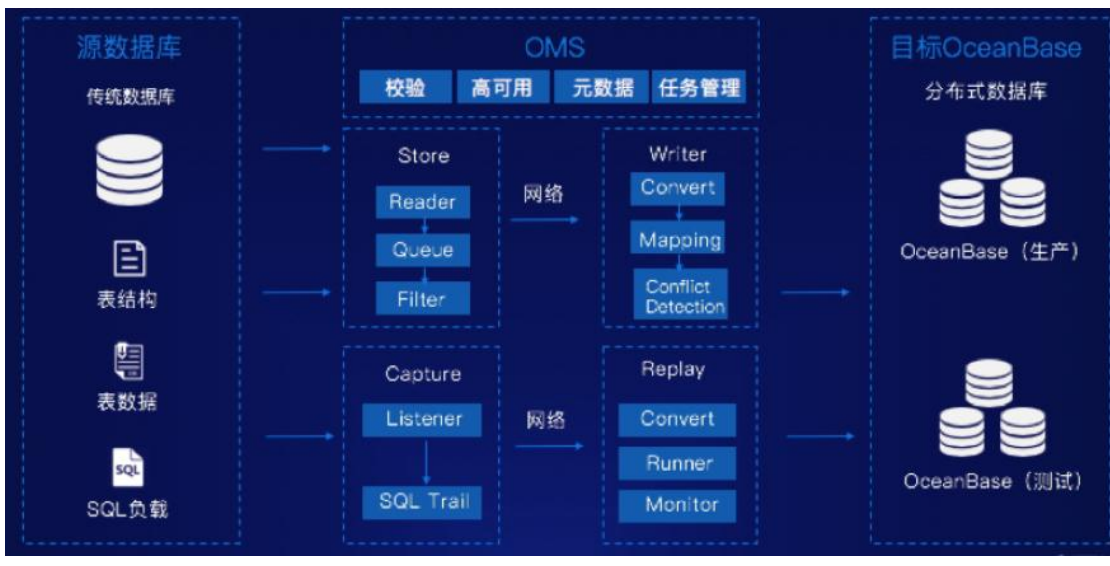 源数据库
传统数据库
表结构
表数据
SQL
SQL负载
OMS
校验
高可用
元数据
任务管理
Store
Reader
Queue
Filter
网络
Writer
Convert
Mapping
Conflict
Detection
Capture
Listener
SQL Trail
网络
Replay
Convert
Runner
Monitor
目标OceanBase
分布式数据库
OceanBase（生产）
OceanBase（测试）